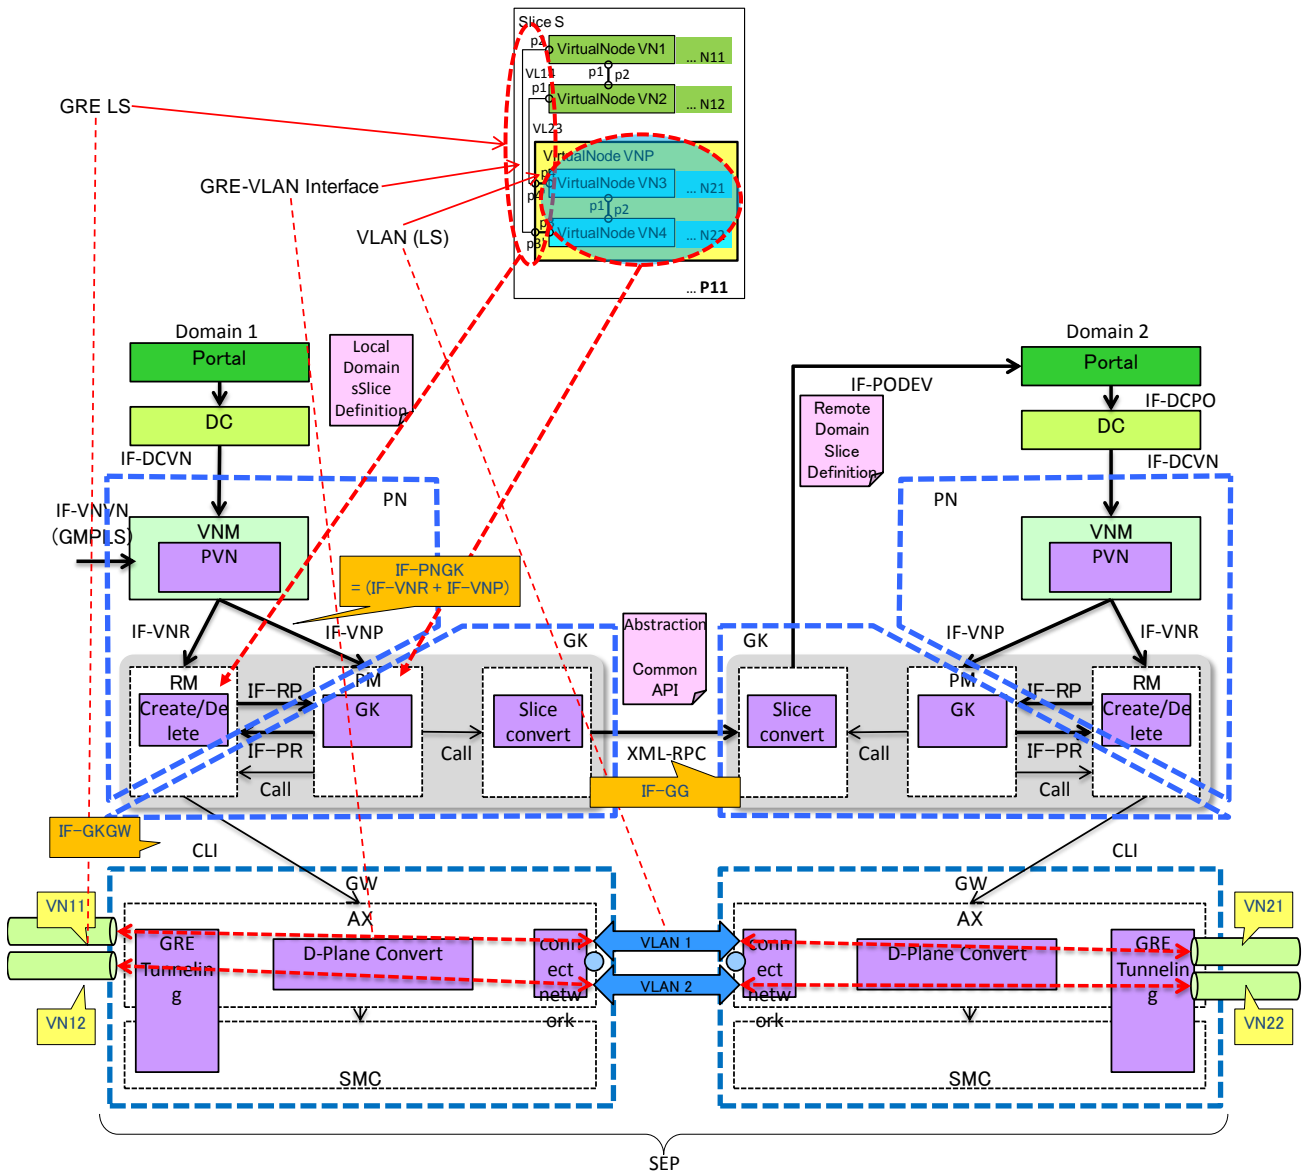 Slice S
p2
VirtualNode VN1
... N11
p1
p2
VL14
p1
VirtualNode VN2
... N12
VL23
VirtualNode VNP
VirtualNode VN3
... N21
p4
p1
p2
p3
VirtualNode VN4
... N22
p3
... P11
GRE LS
GRE-VLAN Interface
VLAN (LS)
Domain 1
Portal
DC
IF-DCVN
Local
Domain
sSlice
Definition
PN
IF-VNVN
(GMPLS)
VNM
PVN
IF-PNGK
= (IF-VNR + IF-VNP)
IF-VNR
IF-VNP
GK
RM
Create/De
lete
IF-RP
IF-PR
Call
PM
GK
Call
Slice
convert
Abstraction
Common
API
XML-RPC
IF-GG
Domain 2
Portal
IF-PODEV
IF-DCPO
DC
IF-DCVN
Remote
Domain
Slice
Definition
PN
VNM
PVN
IF-VNP
IF-VNR
GK
Slice
convert
Call
PM
GK
IF-RP
IF-PR
Call
RM
Create/De
lete
IF-GKGW
CLI
CLI
GW
AX
VN11
VN12
GRE
Tunnelin
g
D-Plane Convert
conn
ect
netw
ork
SMC
VLAN 1
VLAN 2
GW
AX
conn
ect
netw
ork
D-Plane Convert
GRE
Tunnelin
g
VN21
VN22
SMC
SEP